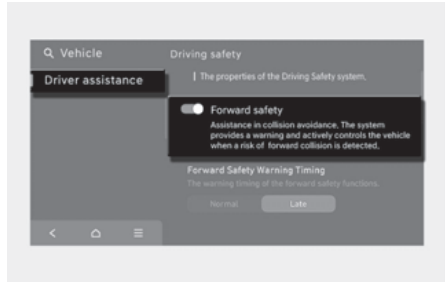 Vehicle
Driving safety
Driver assistance
The properties of the Driving Safety system.
Forward safety
Assistance in collision avoidance, The system
provides a warning and actively controls the vehicle
when a risk of forward collision is detected,
Forward Safety Warning Timing
The warning timing of the forward safety functions.
Normal
Late